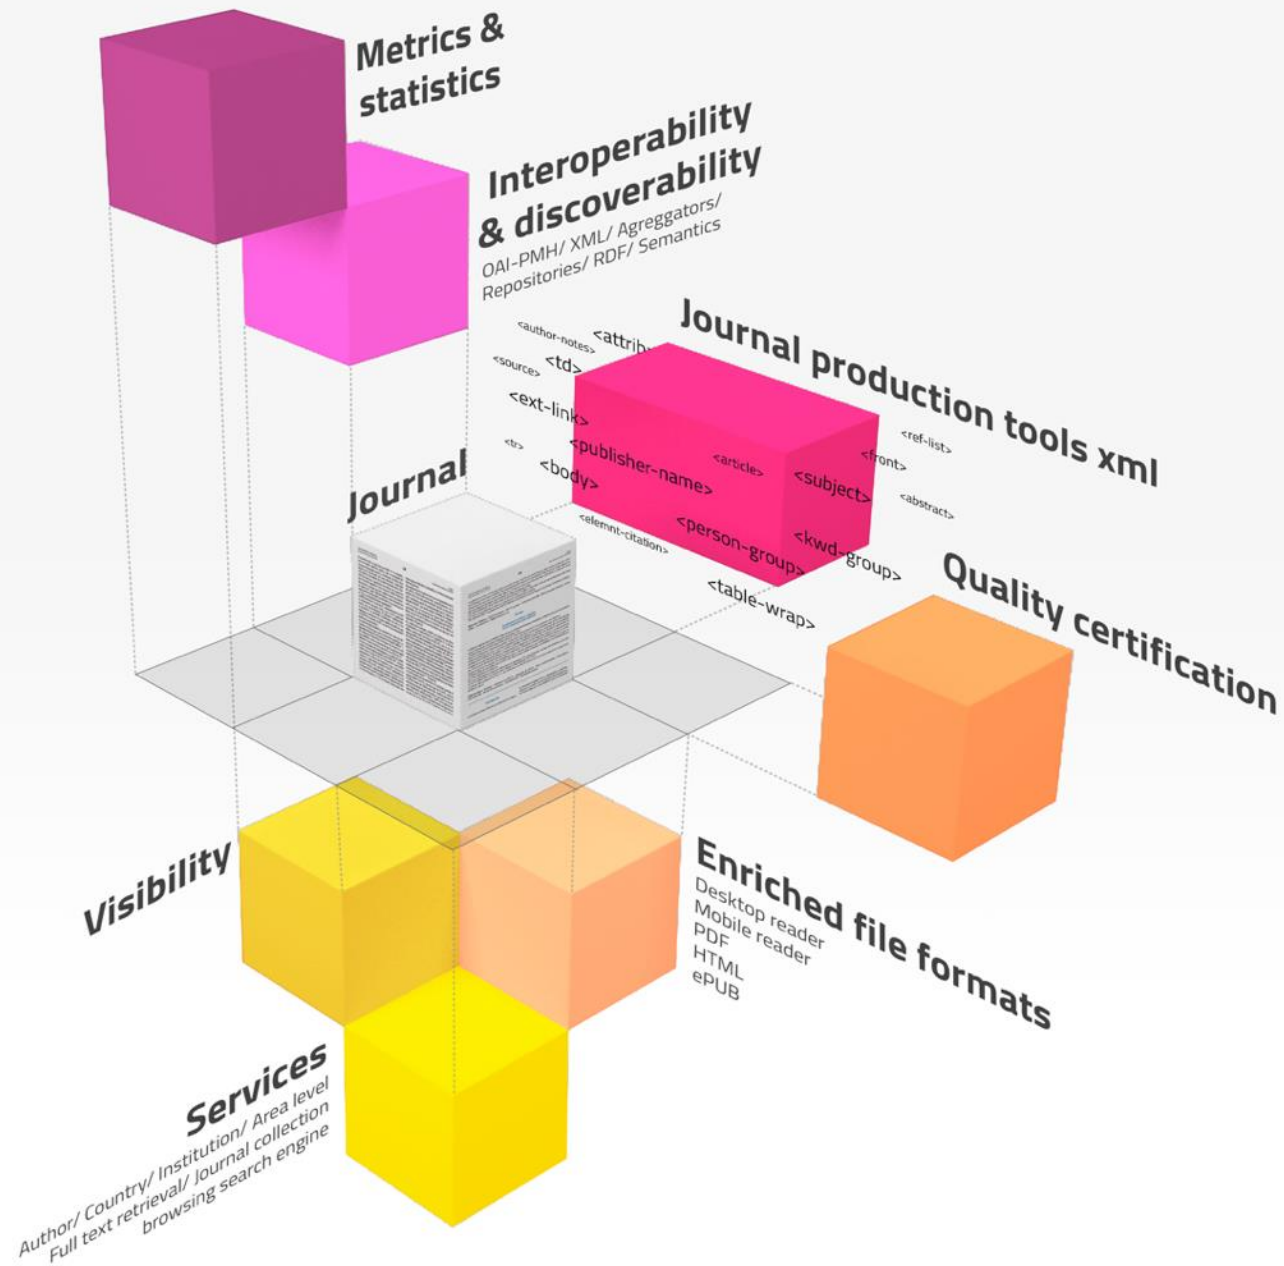 Metrics &
statistics
Interoperability
& discoverability
OAI-PMH/ XML/ Agreggators/
Repositories/ RDF/ Semantics
Journal production tools xml
<author-notes>
<attrib
<source>
<td>
<ext-link>
<tr>
<publisher-name>
<body>
<article>
<subject>
<front>
<ref-list>
<abstract>
<elemnt-citation>
<person-group>
<kwd-group>
<table-wrap>
Journal
Quality certification
Visibility
Enriched file formats
Desktop reader
Mobile reader
PDF
HTML
ePUB
Services
Author/ Country/ Institution/ Area level
Full text retrieval/ Journal collection
browsing search engine